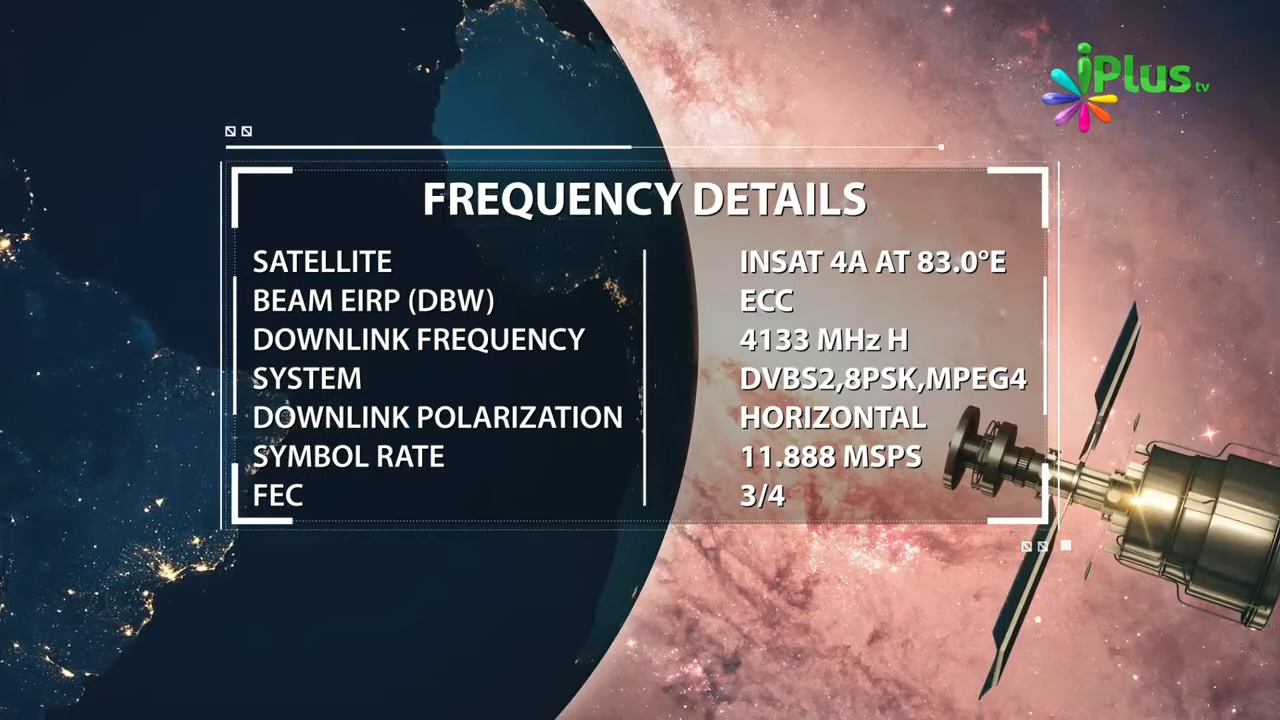 iPlus tv
FREQUENCY DETAILS
SATELLITE INSAT 4A AT 83.0°E
BEAM EIRP (DBW) ECC
DOWNLINK FREQUENCY 4133 MHz H
SYSTEM DVBS2,8PSK,MPEG4
DOWNLINK POLARIZATION HORIZONTAL
SYMBOL RATE 11.888 MSPS
FEC 3/4